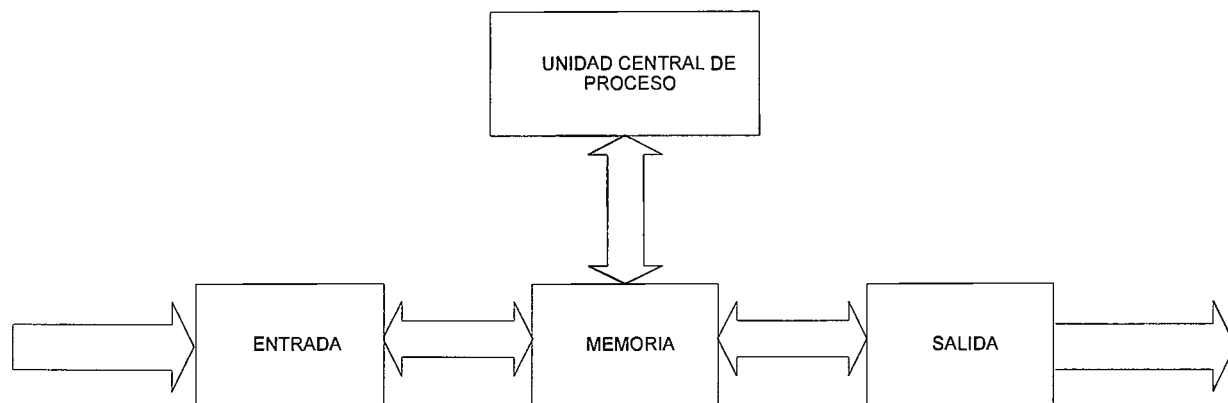 UNIDAD CENTRAL DE
PROCESO
ENTRADA
MEMORIA
SALIDA